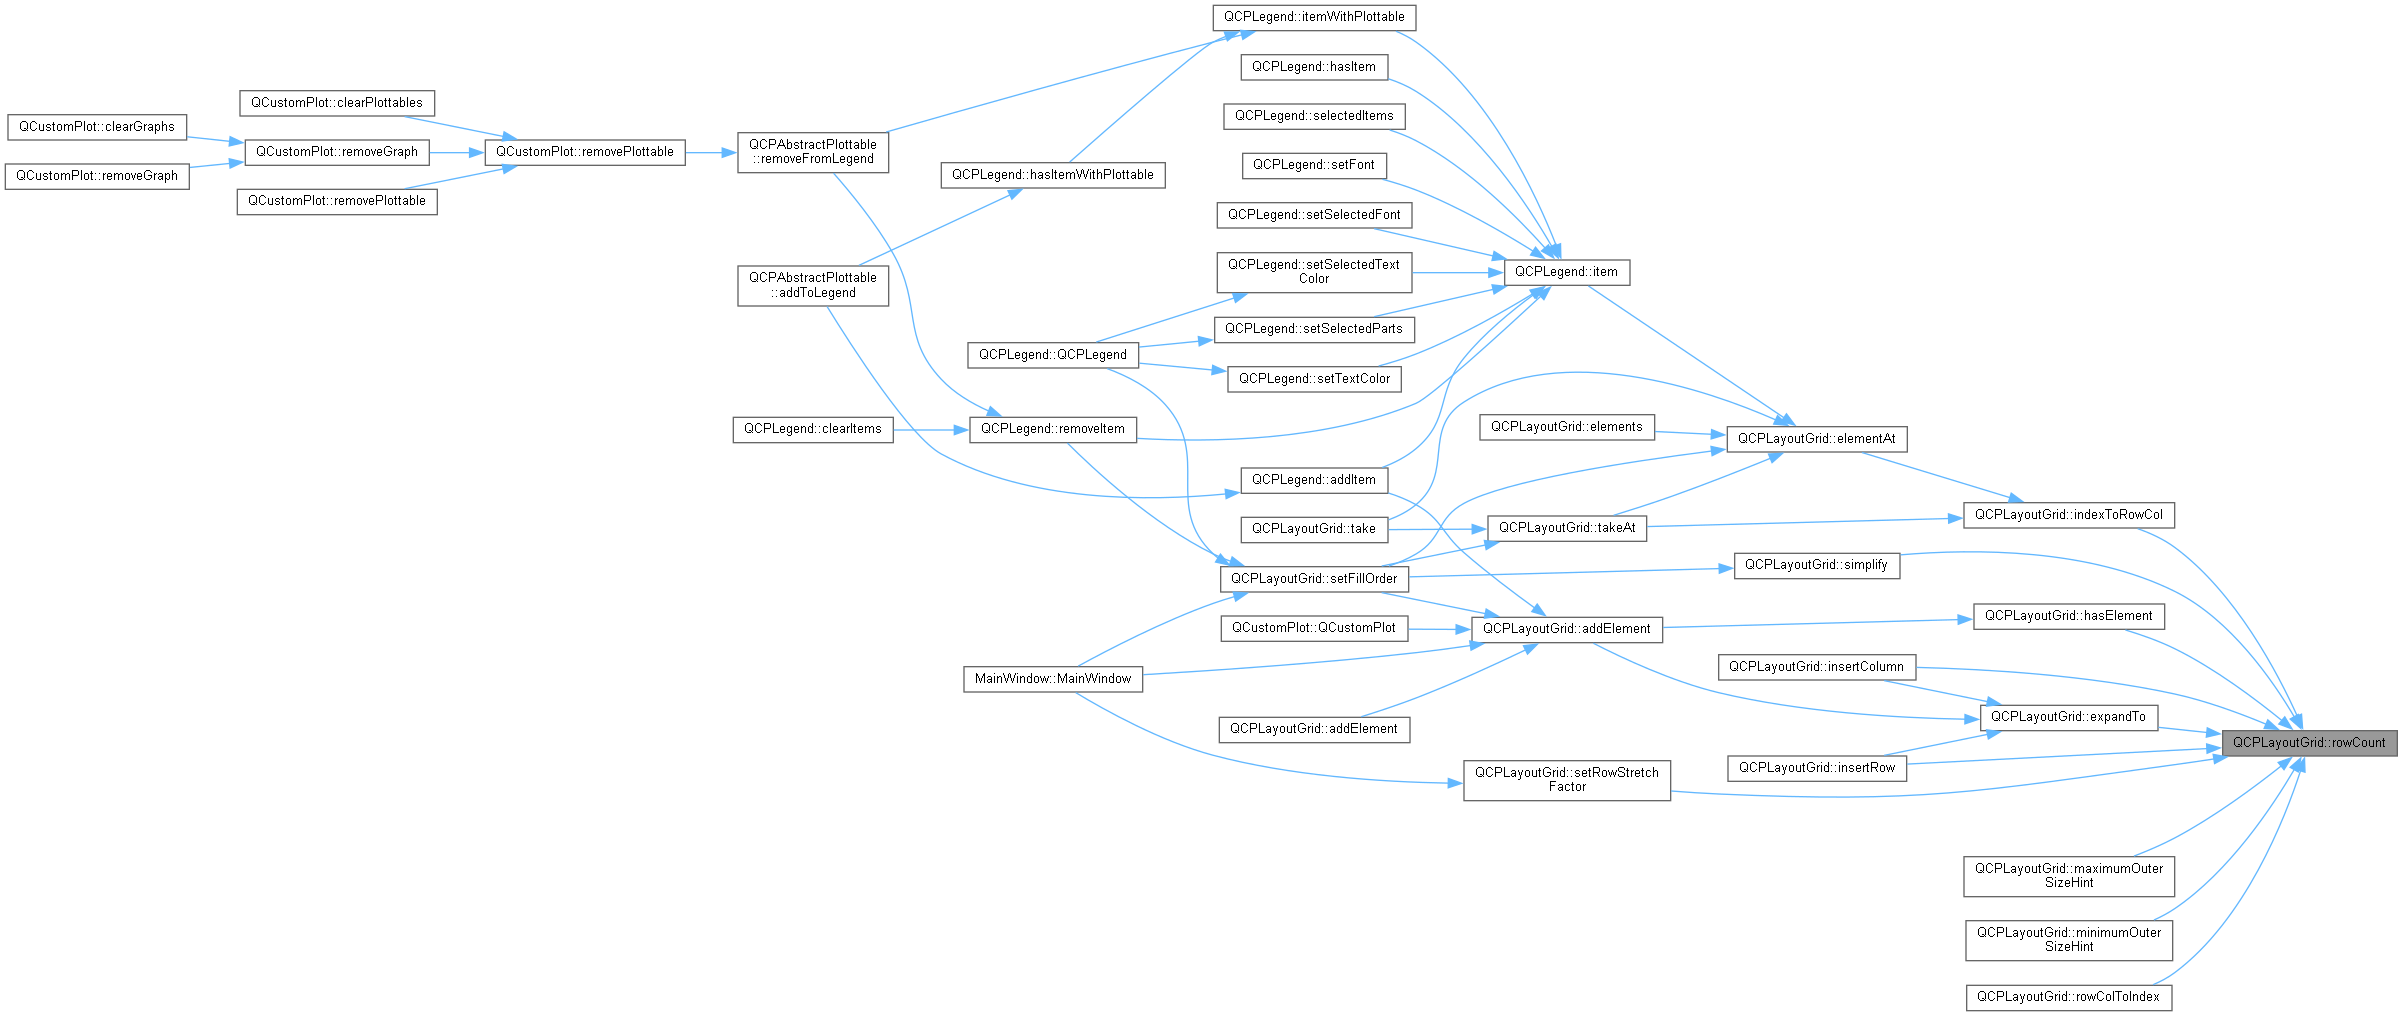 QCPLegend::itemWithPlottable
QCPLegend::hasItem
QCustomPlot::clearPlottables
QCPLegend::selectedItems
QCustomPlot::clearGraphs
QCustomPlot::removeGraph
QCustomPlot::removePlottable
QCPAbstractPlottable
::removeFromLegend
QCPLegend::setFont
QCustomPlot::removeGraph
QCPLegend::hasItemWithPlottable
QCustomPlot::removePlottable
QCPLegend::setSelectedFont
QCPAbstractPlottable
::addToLegend
QCPLegend::setSelectedText
Color
QCPLegend::item
QCPLegend::setSelectedParts
QCPLegend::QCPLegend
QCPLegend::setTextColor
QCPLegend::clearItems
QCPLegend::removeItem
QCPLayoutGrid::elements
QCPLayoutGrid::elementAt
QCPLegend::addItem
QCPLayoutGrid::take
QCPLayoutGrid::takeAt
QCPLayoutGrid::indexToRowCol
QCPLayoutGrid::setFillOrder
QCPLayoutGrid::simplify
QCustomPlot::QCustomPlot
QCPLayoutGrid::addElement
QCPLayoutGrid::hasElement
MainWindow::MainWindow
QCPLayoutGrid::insertColumn
QCPLayoutGrid::addElement
QCPLayoutGrid::expandTo
QCPLayoutGrid::rowCount
QCPLayoutGrid::setRowStretch
Factor
QCPLayoutGrid::insertRow
QCPLayoutGrid::maximumOuter
SizeHint
QCPLayoutGrid::minimumOuter
SizeHint
QCPLayoutGrid::rowColToIndex